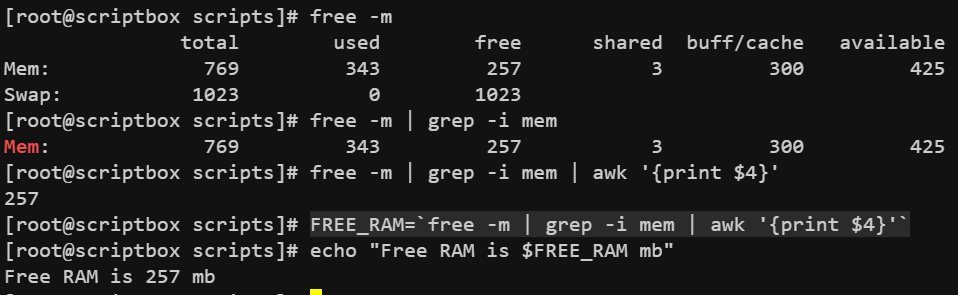 [root@scriptbox scripts]# free -m
total used free shared buff/cache available
Mem: 769 343 257 3 300 425
Swap: 1023 0 1023
[root@scriptbox scripts]# free -m | grep -i mem
Mem: 769 343 257 3 300 425
[root@scriptbox scripts]# free -m | grep -i mem | awk '{print $4}'
257
[root@scriptbox scripts]# FREE_RAM=`free -m | grep -i mem | awk '{print $4}'`
[root@scriptbox scripts]# echo "Free RAM is $FREE_RAM mb"
Free RAM is 257 mb